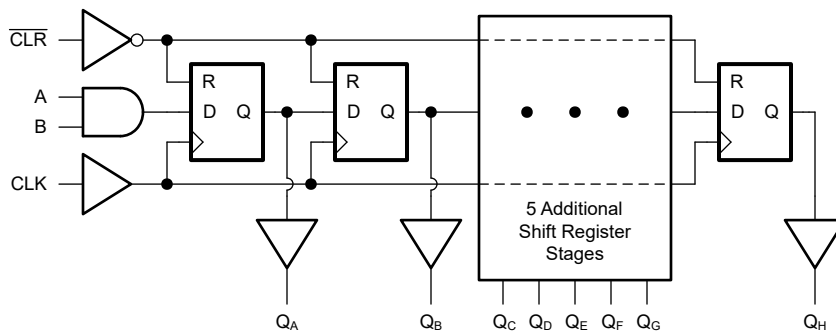 CLR
R
R
R
A
D
Q
D
Q
D
Q
B
CLK
5 Additional
Shift Register
Stages
QA
QB
QC
QD
QE
QF
QG
QH